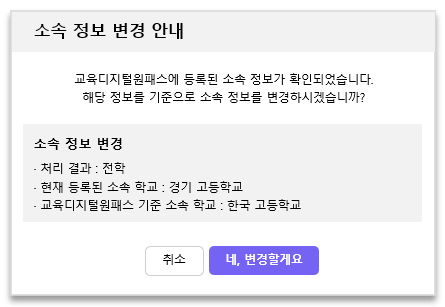 소속 정보 변경 안내
교육디지털원패스에 등록된 소속 정보가 확인되었습니다.
해당 정보를 기준으로 소속 정보를 변경하시겠습니까?
소속 정보 변경
· 처리 결과 : 전학
· 현재 등록된 소속 학교 : 경기 고등학교
· 교육디지털원패스 기준 소속 학교 : 한국 고등학교
취소
네, 변경할게요